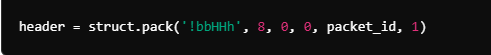 header = struct.pack('!bbHHh', 8, 0, 0, packet_id, 1)